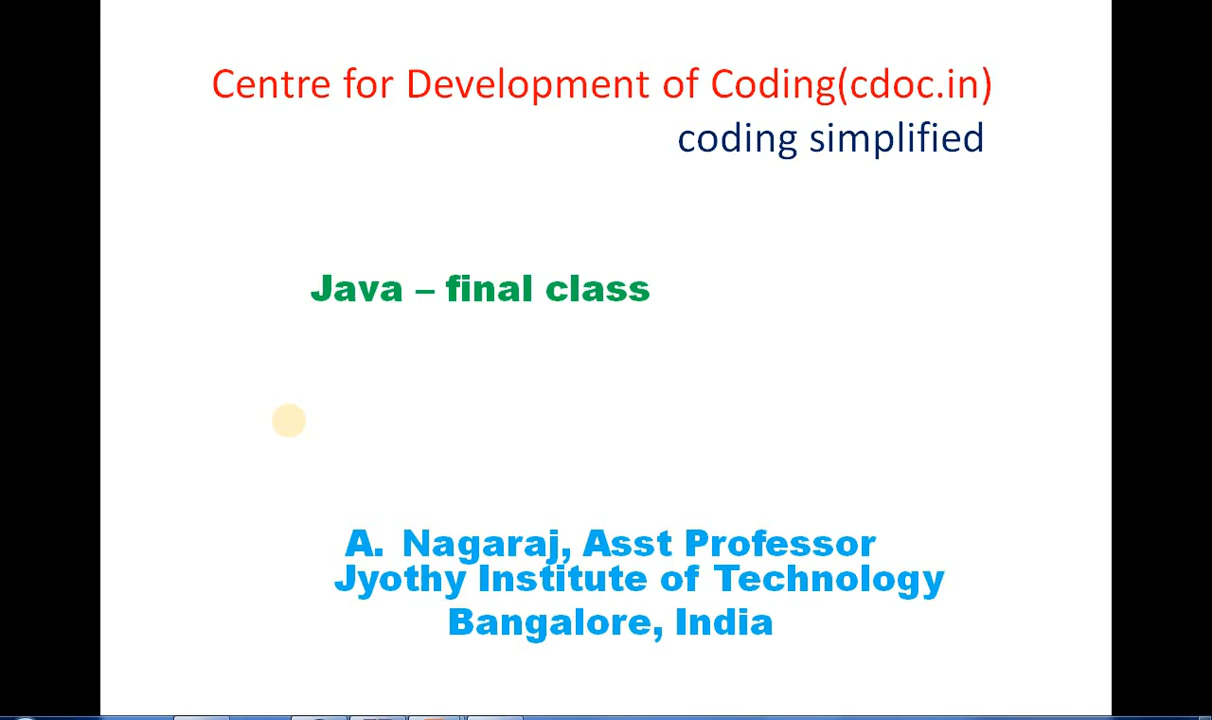 Centre for Development of Coding(cdoc.in)
coding simplified
Java – final class
A. Nagaraj, Asst Professor
Jyothy Institute of Technology
Bangalore, India